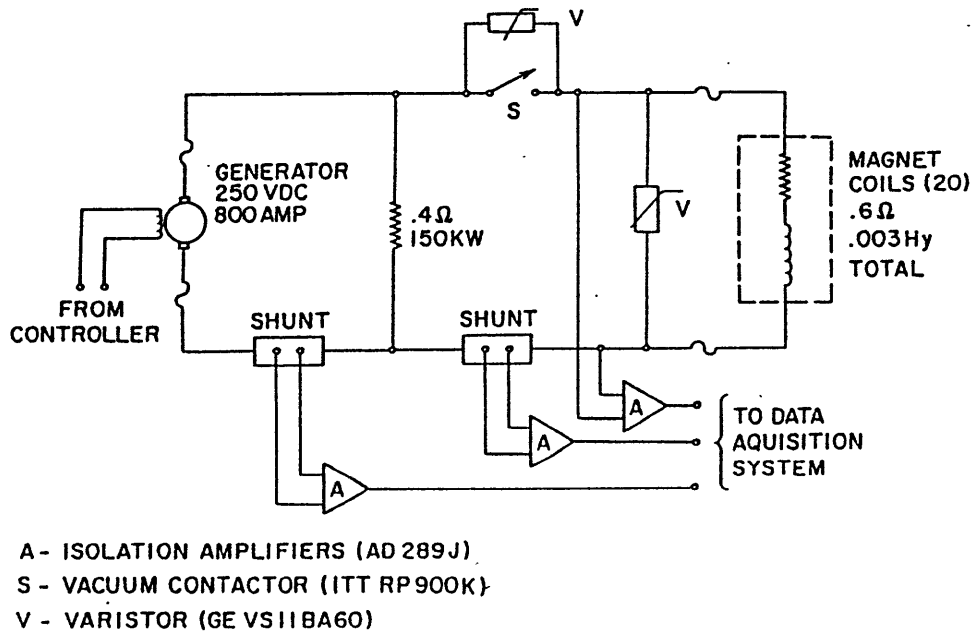 V
S
GENERATOR
250 VDC
800 AMP
.4Ω
150KW
V
MAGNET
COILS (20)
.6Ω
.003Hy
TOTAL
FROM
CONTROLLER
SHUNT
SHUNT
A
A
A
TO DATA
AQUISITION
SYSTEM
A - ISOLATION AMPLIFIERS (AD 289J)
S - VACUUM CONTACTOR (ITT RP900K)
V - VARISTOR (GE VS11BA60)